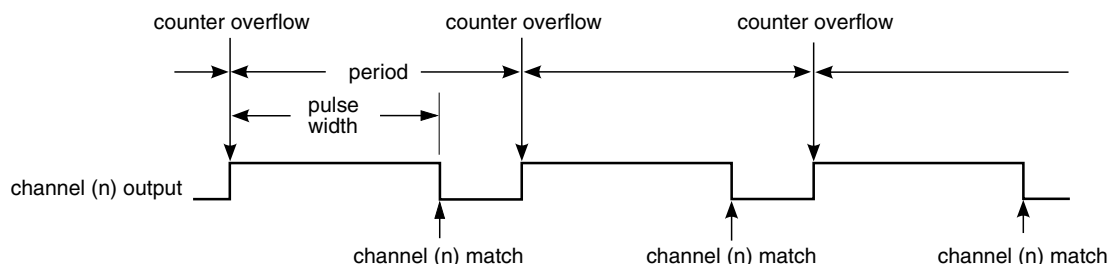 counter overflow
counter overflow
counter overflow
period
pulse
width
channel (n) output
channel (n) match
channel (n) match
channel (n) match